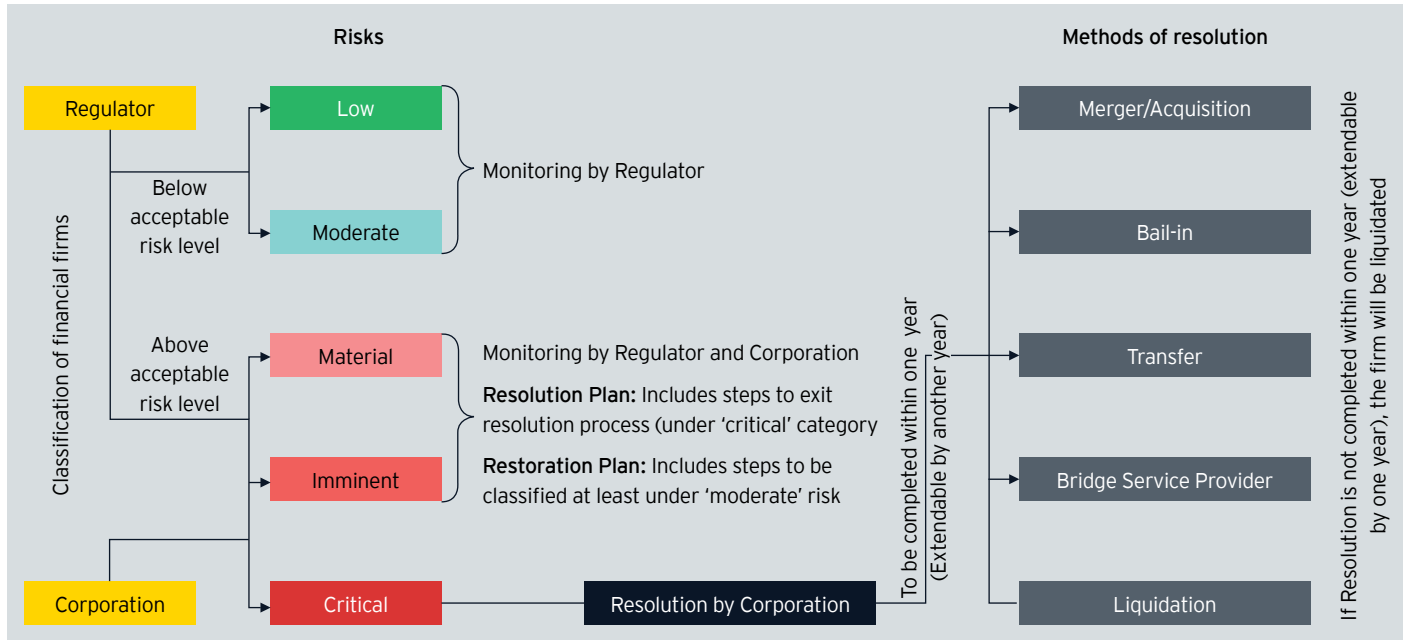 Risks
Methods of resolution
Regulator
Low
Merger/Acquisition
Monitoring by Regulator
Below
acceptable
risk level
Moderate
Bail-in
Classification of financial firms
Above
acceptable
risk level
Material
Monitoring by Regulator and Corporation
Resolution Plan: Includes steps to exit
resolution process (under ‘critical’ category
Restoration Plan: Includes steps to be
classified at least under ‘moderate’ risk
Imminent
To be completed within one year
(Extendable by another year)
Transfer
Bridge Service Provider
Corporation
Critical
Resolution by Corporation
Liquidation
If Resolution is not completed within one year (extendable
by one year), the firm will be liquidated